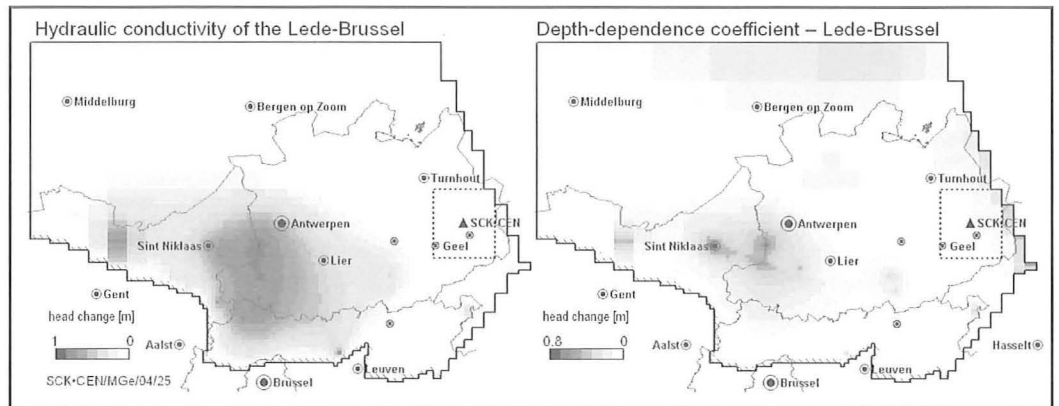 Hydraulic conductivity of the Lede-Brussel
Middelburg
Bergen op Zoom
Turnhout
Antwerpen
SCK·CEN
Sint Niklaas
Geel
Lier
Gent
head change [m]
1 0
Aalst
SCK•CEN/MGe/04/25
Brüssel
Leuven
Depth-dependence coefficient – Lede-Brussel
Middelburg
Bergen op Zoom
Turnhout
Antwerpen
SCK·CEN
Sint Niklaas
Geel
Lier
Gent
head change [m]
0.8 0
Aalst
Hasselt
Leuven
Brüssel